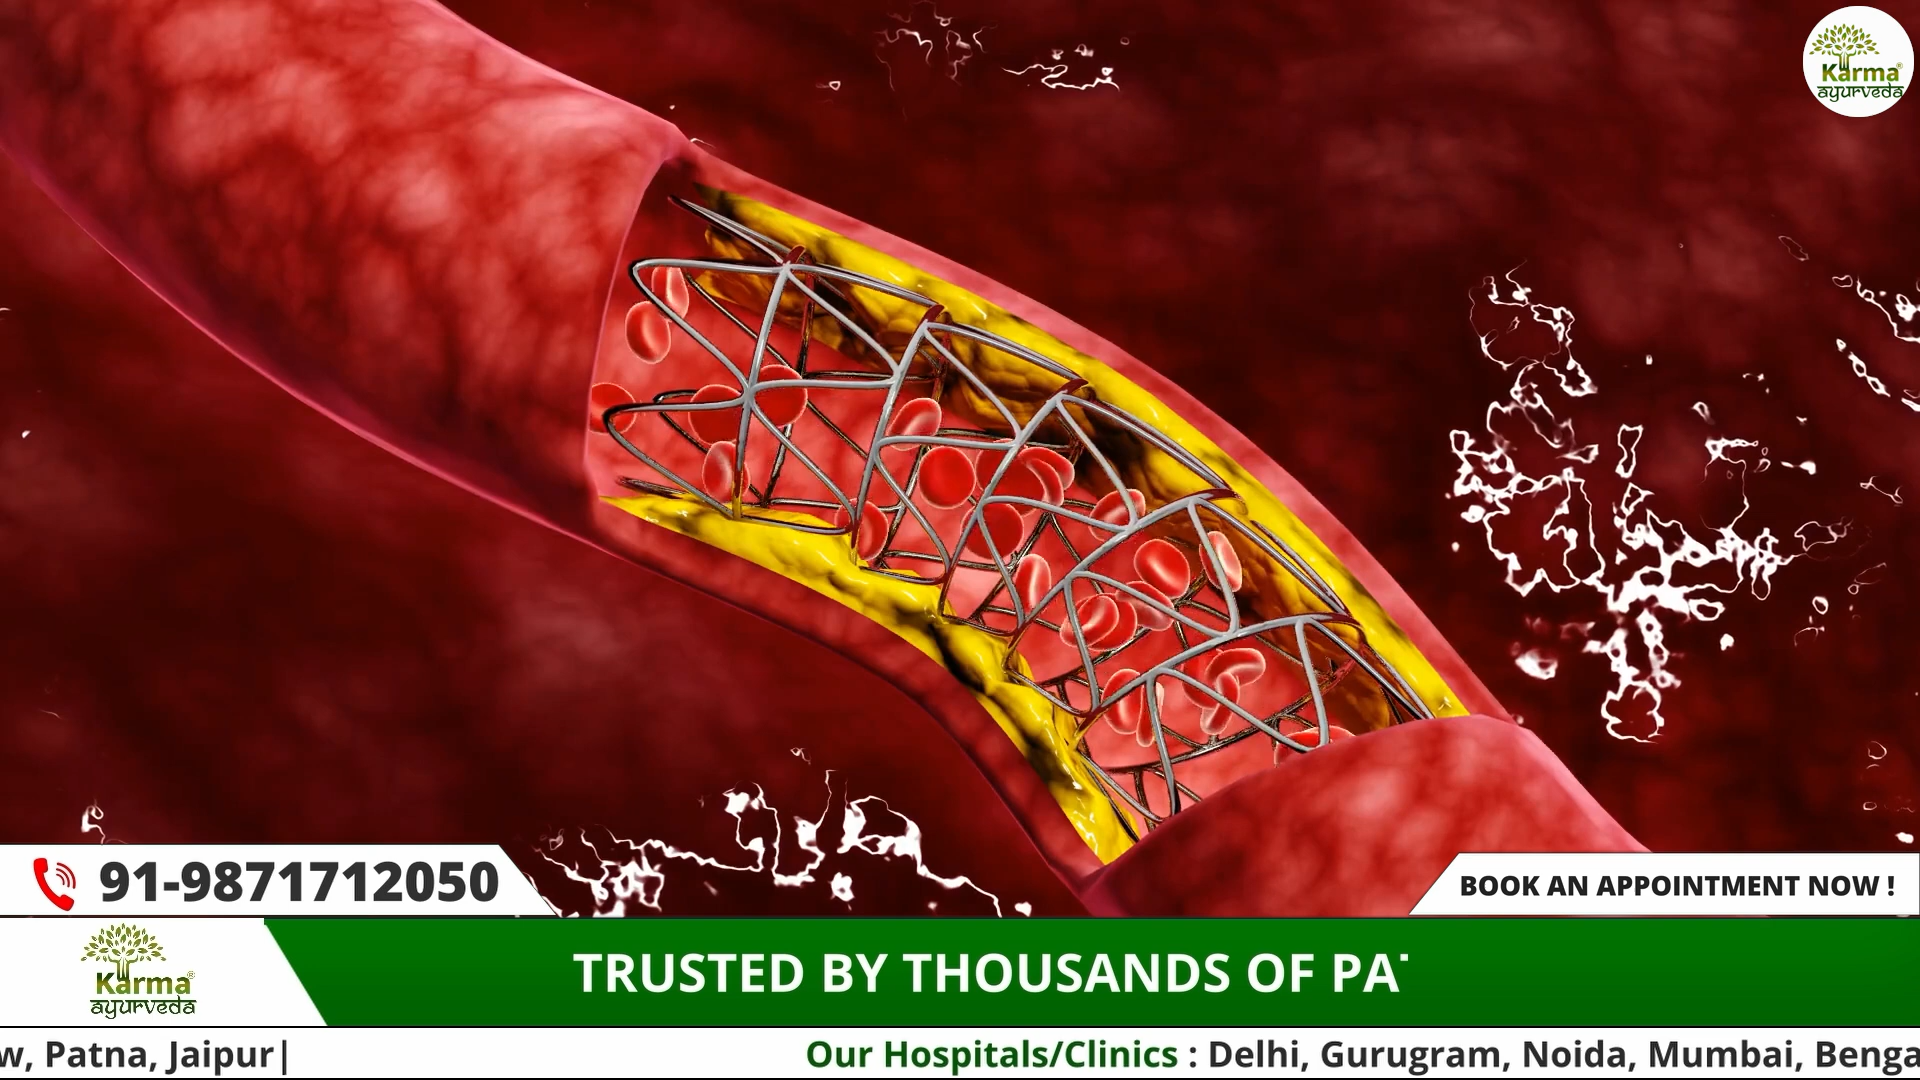 Karma®
ayurveda
91-9871712050
BOOK AN APPOINTMENT NOW !
Karma®
ayurveda
TRUSTED BY THOUSANDS OF PA
w, Patna, Jaipur|
Our Hospitals/Clinics : Delhi, Gurugram, Noida, Mumbai, Benga